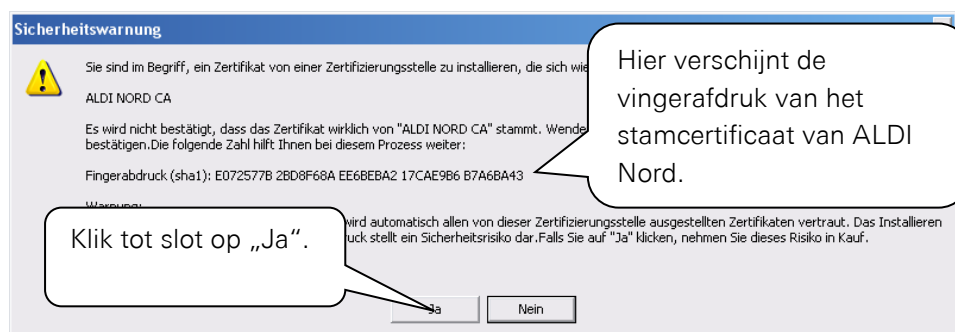 Sicherheitswarnung
Sie sind im Begriff, ein Zertifikat von einer Zertifizierungsstelle zu installieren, die sich wie
ALDI NORD CA
Es wird nicht bestätigt, dass das Zertifikat wirklich von "ALDI NORD CA" stammt. Wende
bestätigen.Die folgende Zahl hilft Ihnen bei diesem Prozess weiter:
Fingerabdruck (sha1): E072577B 2BD8F68A EE6BEBA2 17CAE9B6 B7A6BA43
Warnung:
wird automatisch allen von dieser Zertifizierungsstelle ausgestellten Zertifikaten vertraut. Das Installieren
ruck stellt ein Sicherheitsrisiko dar.Falls Sie auf "Ja" klicken, nehmen Sie dieses Risiko in Kauf.
Ja
Nein
Hier verschijnt de
vingerafdruk van het
stamcertificaat van ALDI
Nord.
Klik tot slot op „Ja“.